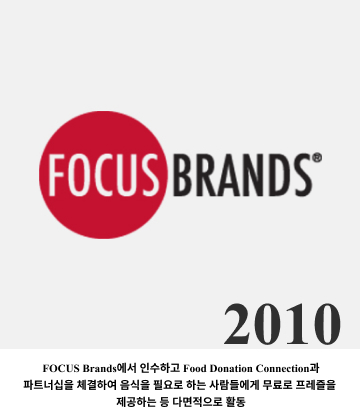 FOCUS BRANDS®
2010
FOCUS Brands에서 인수하고 Food Donation Connection과
파트너십을 체결하여 음식을 필요로 하는 사람들에게 무료로 프레즐을
제공하는 등 다면적으로 활동